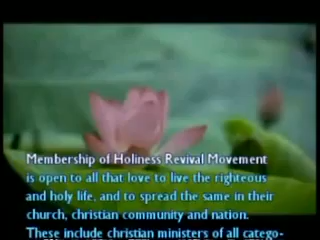 Membership of Holiness Revival Movement
is open to all that love to live the righteous
and holy life, and to spread the same in their
church, christian community and nation.
These include christian ministers of all catego-